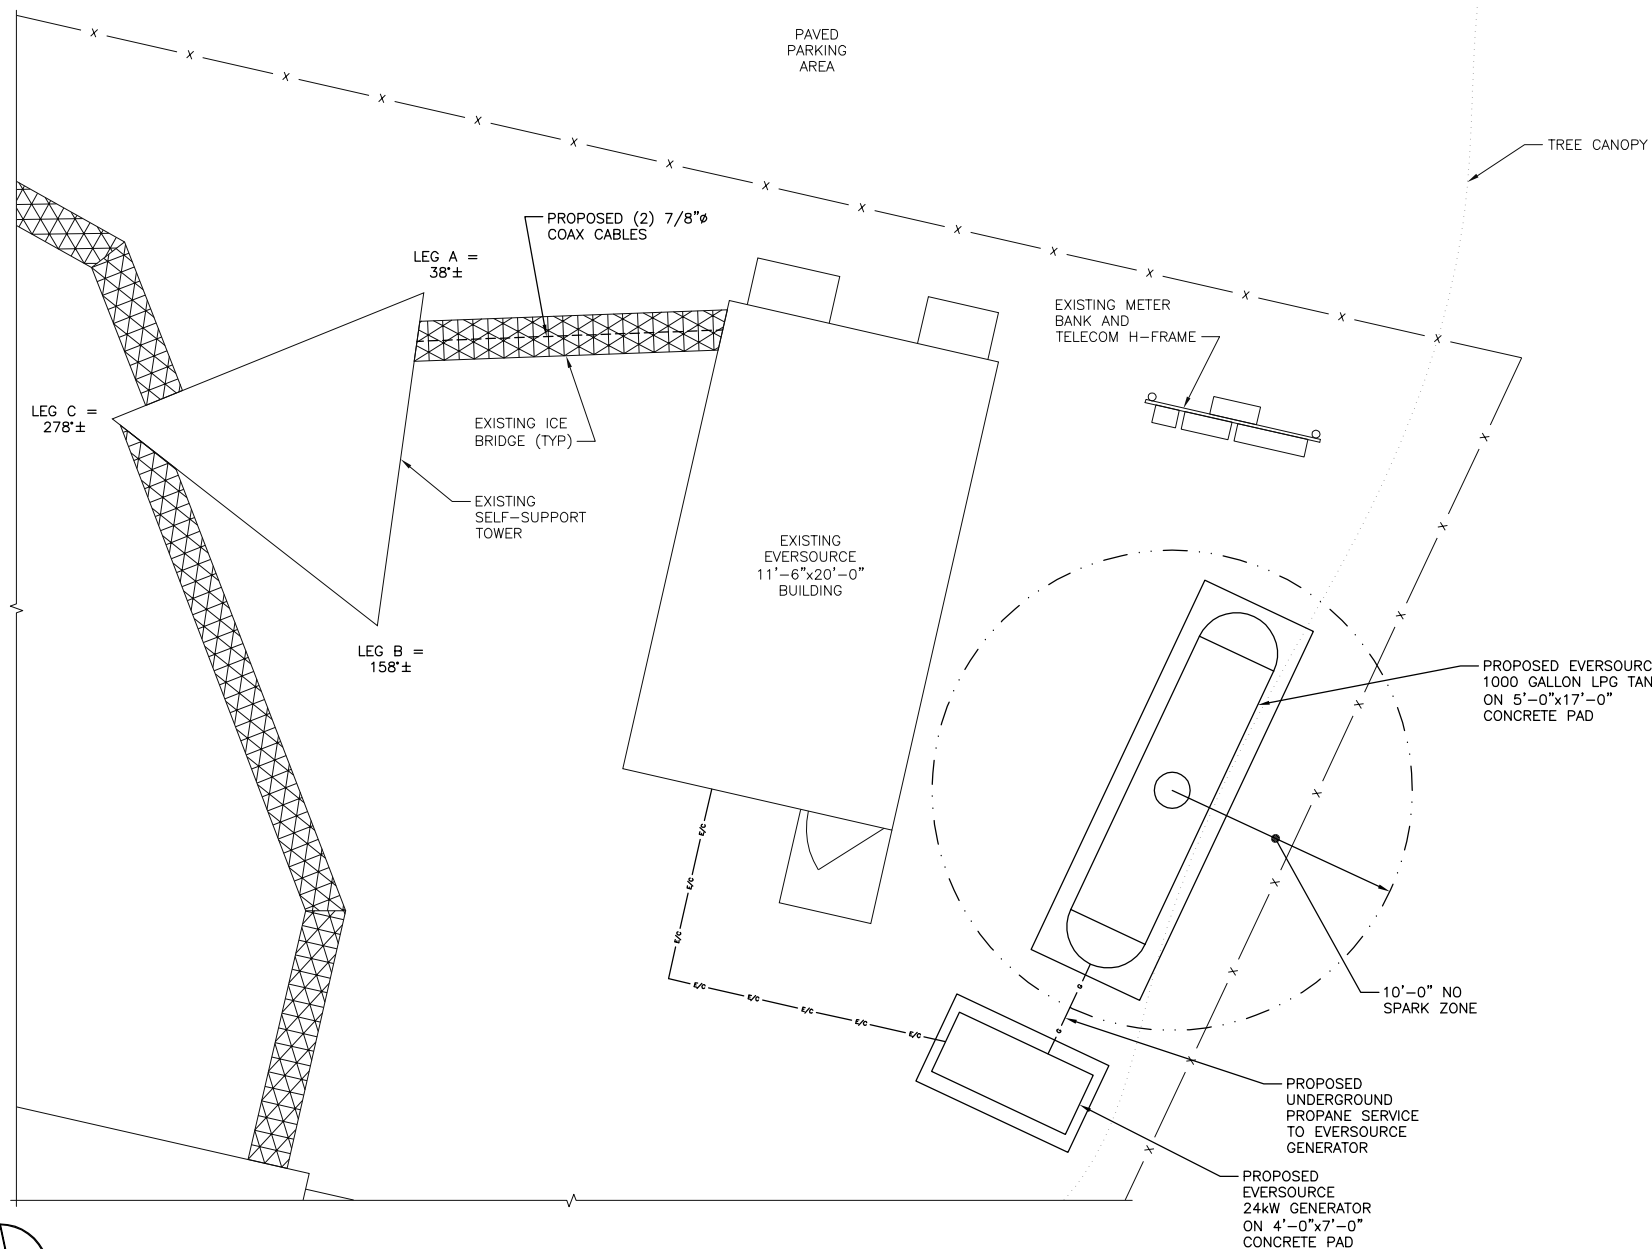 PAVED
PARKING
AREA
TREE CANOPY
PROPOSED (2) 7/8"ø
COAX CABLES
LEG A =
38°±
EXISTING METER
BANK AND
TELECOM H-FRAME
LEG C =
278°±
EXISTING ICE
BRIDGE (TYP)
EXISTING
SELF-SUPPORT
TOWER
EXISTING
EVERSOURCE
11'-6"x20'-0"
BUILDING
LEG B =
158°±
PROPOSED EVERSOURC
1000 GALLON LPG TAN
ON 5'-0"x17'-0"
CONCRETE PAD
E/C
E/C
E/C
E/C
E/C
E/C
E/C
E/C
G
G
10'-0" NO
SPARK ZONE
PROPOSED
UNDERGROUND
PROPANE SERVICE
TO EVERSOURCE
GENERATOR
PROPOSED
EVERSOURCE
24kW GENERATOR
ON 4'-0"x7'-0"
CONCRETE PAD